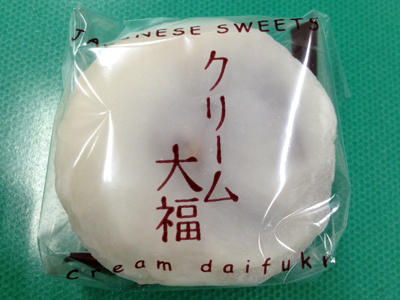 JAPANESE SWEETS
クリーム
大福
cream daifuku